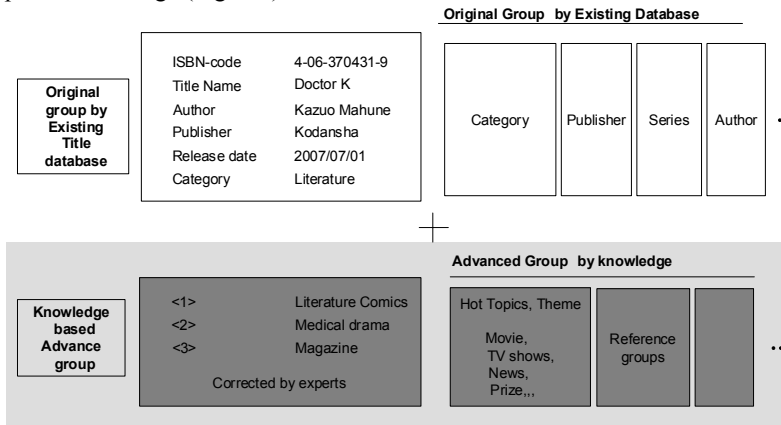 Original Group by Existing Database
Original
group by
Existing
Title
database
ISBN-code 4-06-370431-9
Title Name Doctor K
Author Kazuo Mahune
Publisher Kodansha
Release date 2007/07/01
Category Literature
Category Publisher Series Author
Advanced Group by knowledge
Knowledge
based
Advance
group
<1> Literature Comics
<2> Medical drama
<3> Magazine
Corrected by experts
Hot Topics, Theme
Movie,
TV shows,
News,
Prize,,,
Reference
groups